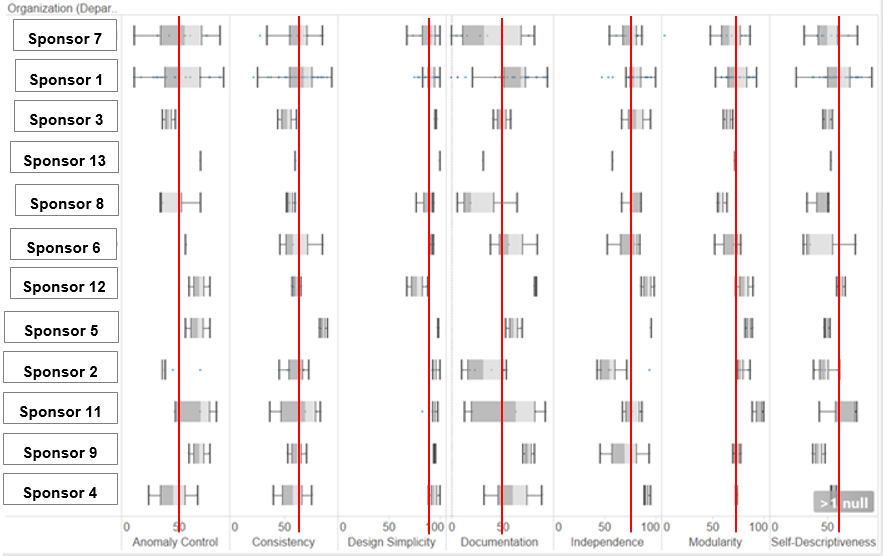 Organization (Depar..
Sponsor 7
Sponsor 1
Sponsor 3
Sponsor 13
Sponsor 8
Sponsor 6
Sponsor 12
Sponsor 5
Sponsor 2
Sponsor 11
Sponsor 9
Sponsor 4
>1 null
0 50 0 50 0 50 100 0 50 0 50 100 0 50 100 0 50
Anomaly Control Consistency Design Simplicity Documentation Independence Modularity Self-Descriptiveness